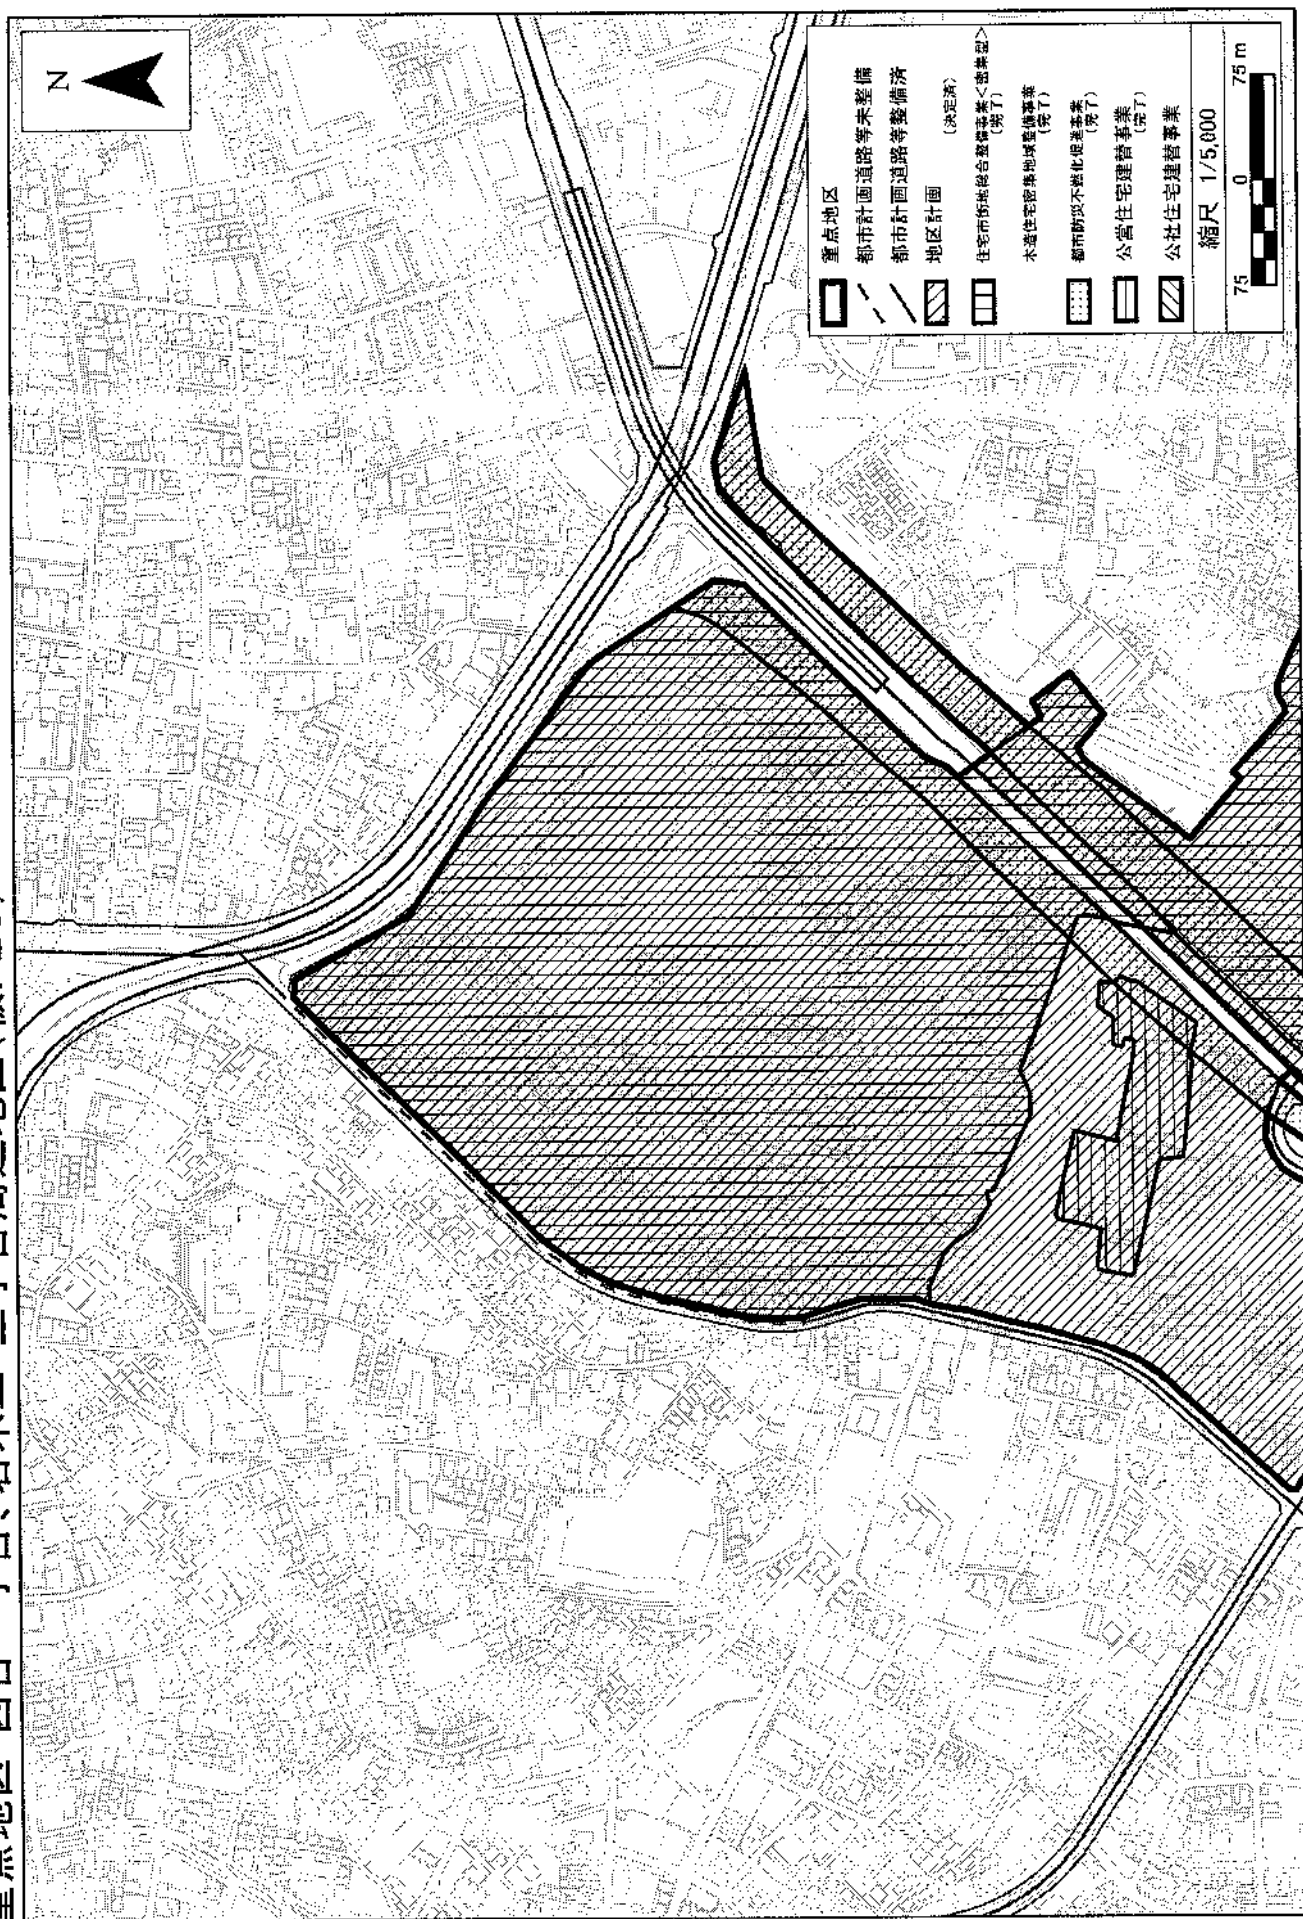 N
重点地区
都市計画道路等未整備
都市計画道路等整備済
地区計画
(決定済)
住宅市街地総合整備事業<密集型>
(完了)
木造住宅密集地域整備事業
(完了)
都市防災不燃化促進事業
(完了)
公営住宅建替事業
(完了)
公社住宅建替事業
縮尺 1/5,000
75 0 75 m